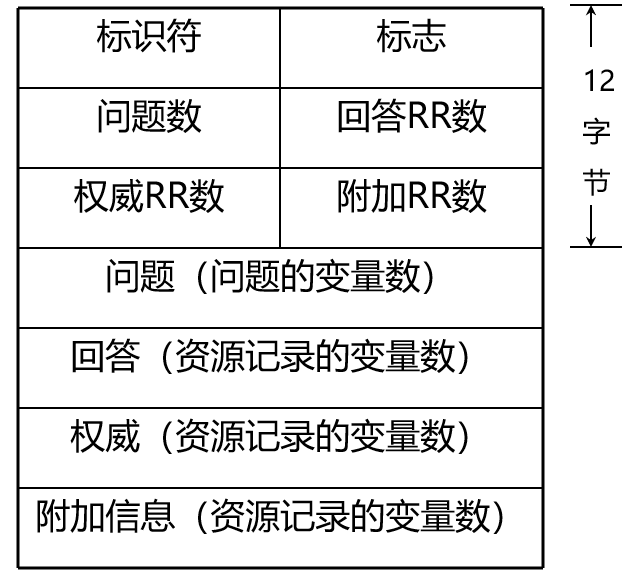 标识符 标志
问题数 回答RR数
权威RR数 附加RR数
问题（问题的变量数）
回答（资源记录的变量数）
权威（资源记录的变量数）
附加信息（资源记录的变量数）
12
字
节